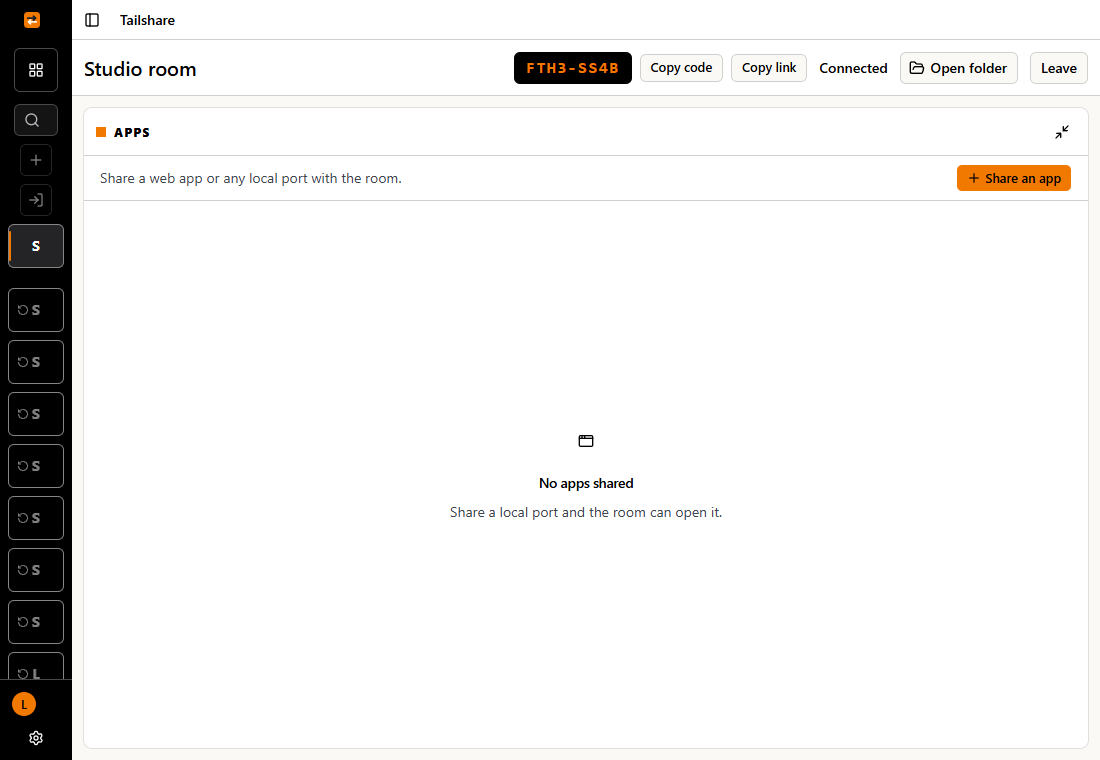 Tailshare
Studio room
FTH3-SS4B
Copy code
Copy link
Connected
Open folder
Leave
APPS
Share a web app or any local port with the room.
+ Share an app
No apps shared
Share a local port and the room can open it.
S
S
S
S
S
S
S
S
L
L